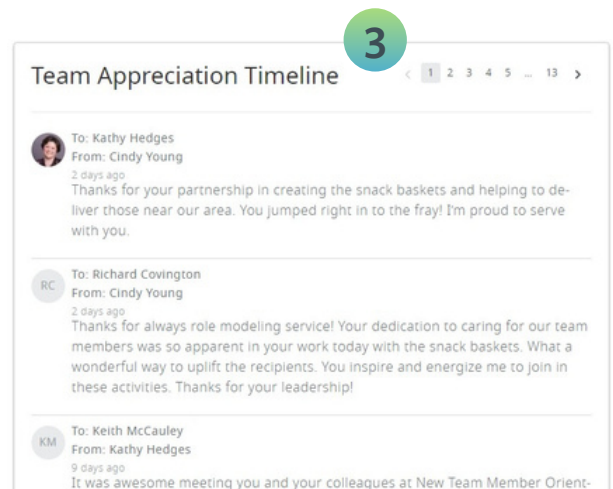 3
Team Appreciation Timeline
< 1 2 3 4 5 ... 13 >
To: Kathy Hedges
From: Cindy Young
2 days ago
Thanks for your partnership in creating the snack baskets and helping to de-
liver those near our area. You jumped right in to the fray! I'm proud to serve
with you.
RC
To: Richard Covington
From: Cindy Young
2 days ago
Thanks for always role modeling service! Your dedication to caring for our team
members was so apparent in your work today with the snack baskets. What a
wonderful way to uplift the recipients. You inspire and energize me to join in
these activities. Thanks for your leadership!
KM
To: Keith McCauley
From: Kathy Hedges
9 days ago
It was awesome meeting you and your colleagues at New Team Member Orient-